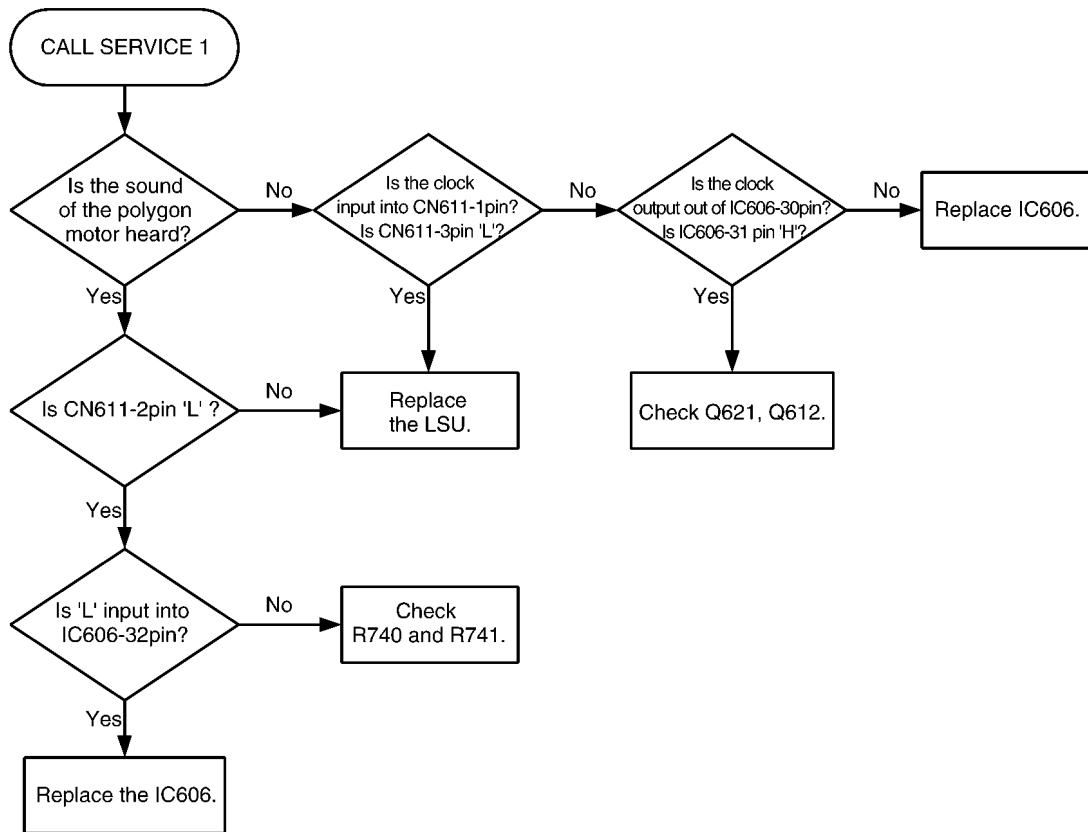 CALL SERVICE 1
Is the sound
of the polygon
motor heard?
No
Is the clock
input into CN611-1pin?
Is CN611-3pin 'L'?
No
Is the clock
output out of IC606-30pin?
Is IC606-31 pin 'H'?
No
Replace IC606.
Yes
Yes
Yes
Is CN611-2pin 'L' ?
No
Replace
the LSU.
Check Q621, Q612.
Yes
Is 'L' input into
IC606-32pin?
No
Check
R740 and R741.
Yes
Replace the IC606.